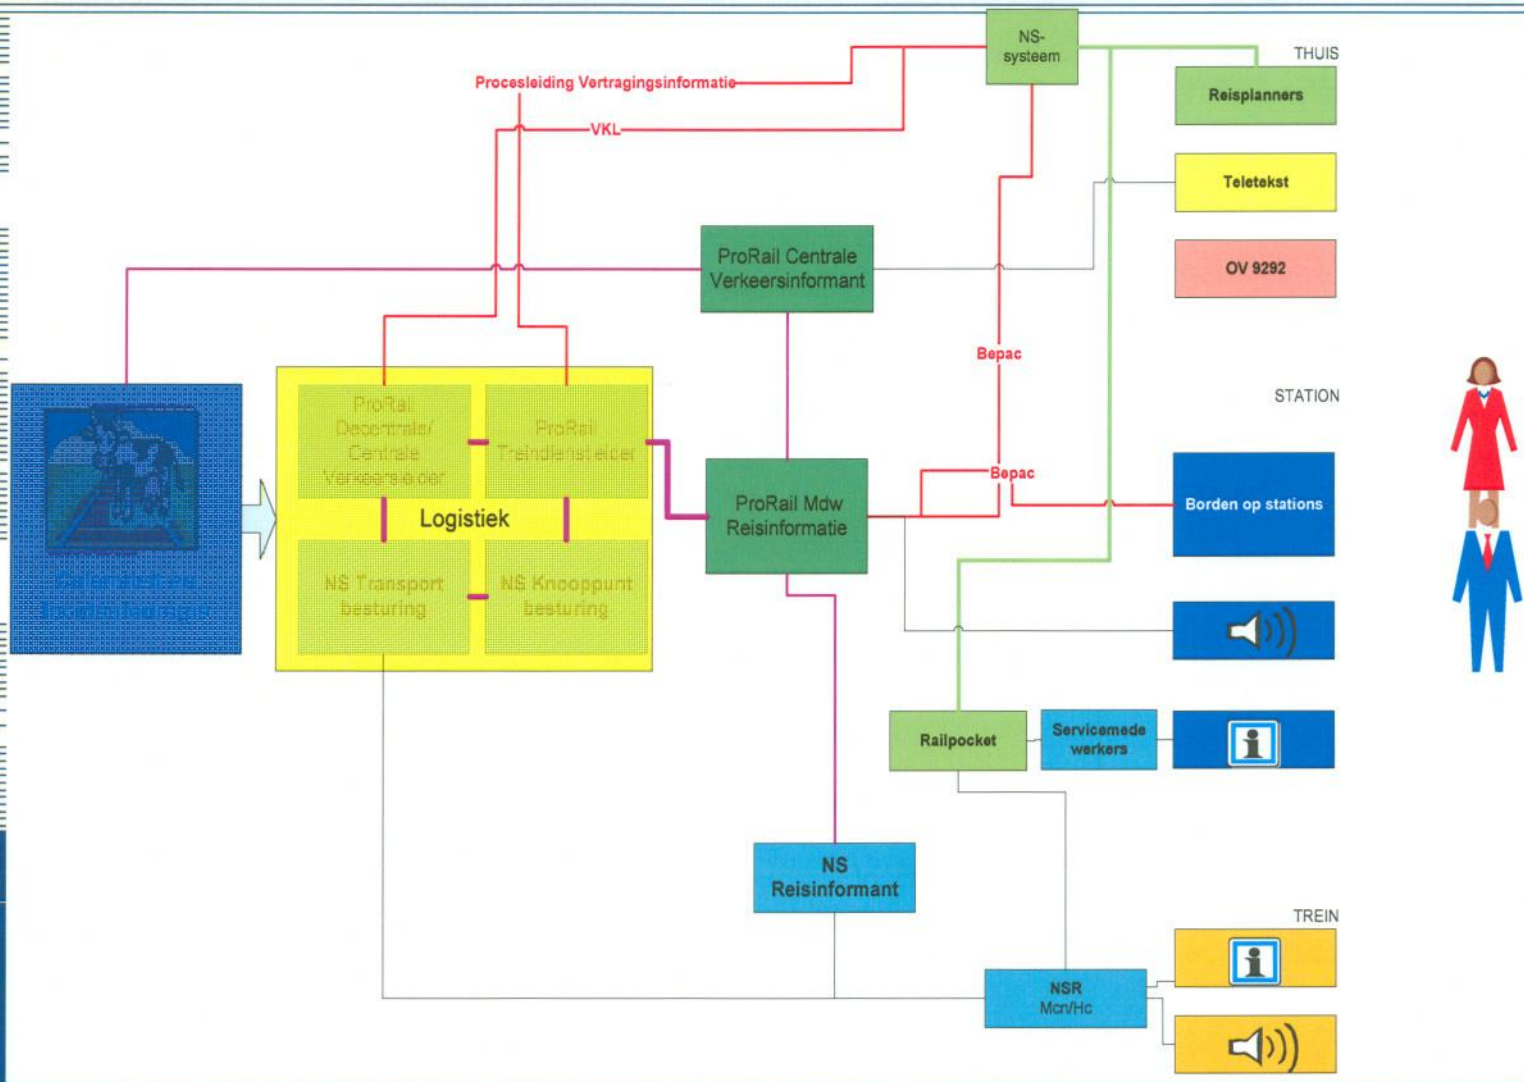 NS-
systeem
THUIS
Procesleiding Vertragingsinformatie
Reisplanners
VKL
Teletekst
ProRail Centrale
Verkeersinformant
OV 9292
Bepac
STATION
ProRail
Decentrale/
Centrale
Verkeersleider
ProRail
Treindienstleider
Bepac
ProRail Mdw
Reisinformatie
Borden op stations
Logistiek
NS Transport
besturing
NS Knooppunt
besturing
Railpocket
Servicemede
werkers
NS
Reisinformant
TREIN
NSR
Mcn/Hc